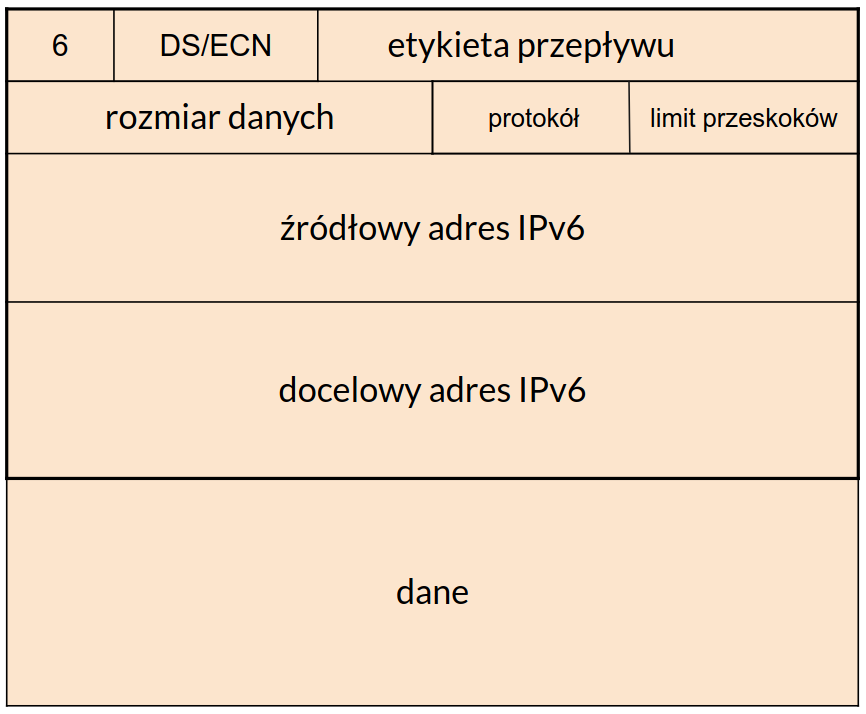 6 DS/ECN etykieta przepływu
rozmiar danych protokół limit przeskoków
źródłowy adres IPv6
docelowy adres IPv6
dane